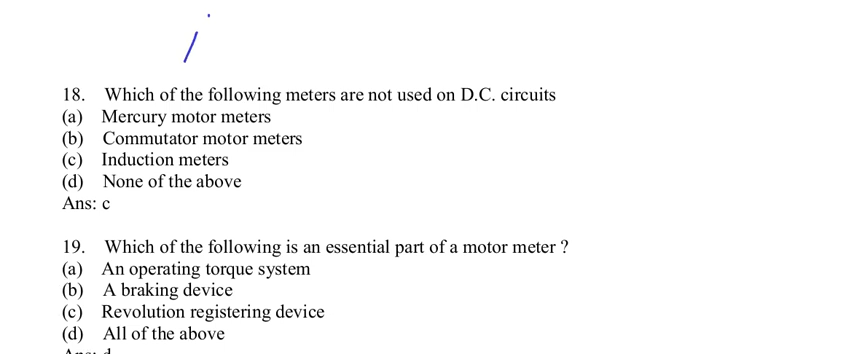 18. Which of the following meters are not used on D.C. circuits
(a) Mercury motor meters
(b) Commutator motor meters
(c) Induction meters
(d) None of the above
Ans: c
19. Which of the following is an essential part of a motor meter ?
(a) An operating torque system
(b) A braking device
(c) Revolution registering device
(d) All of the above
Ans: d